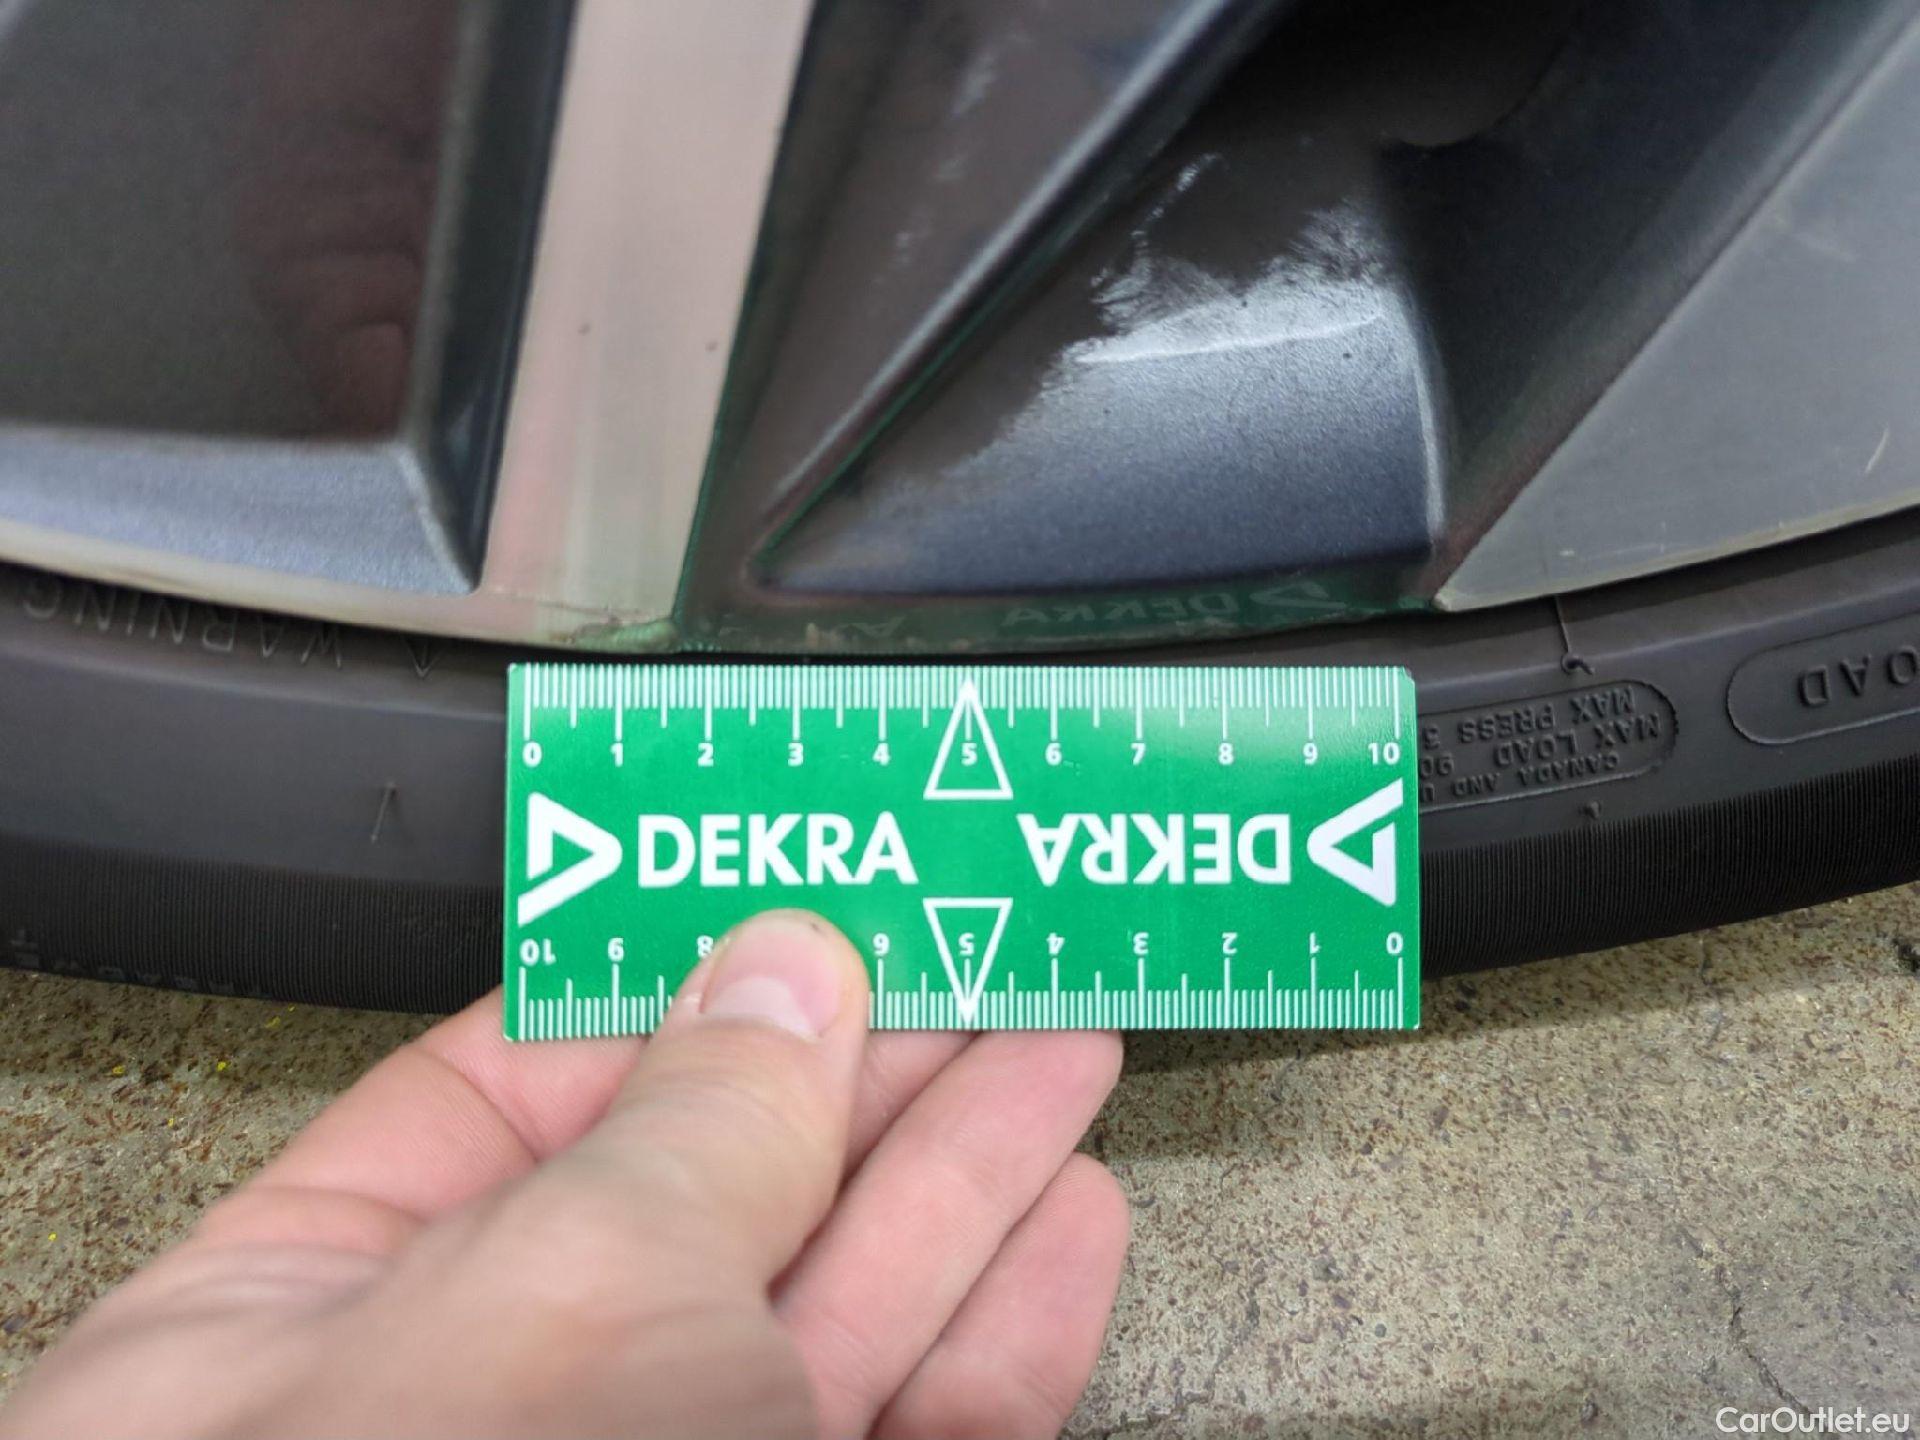 WARNING
LOAD
MAX LOAD
MAX PRESS
CANADA AND
0 1 2 3 4 5 6 7 8 9 10
DEKRA DEKRA
10 9 8 6 5 4 3 2 1 0
CarOutlet.eu